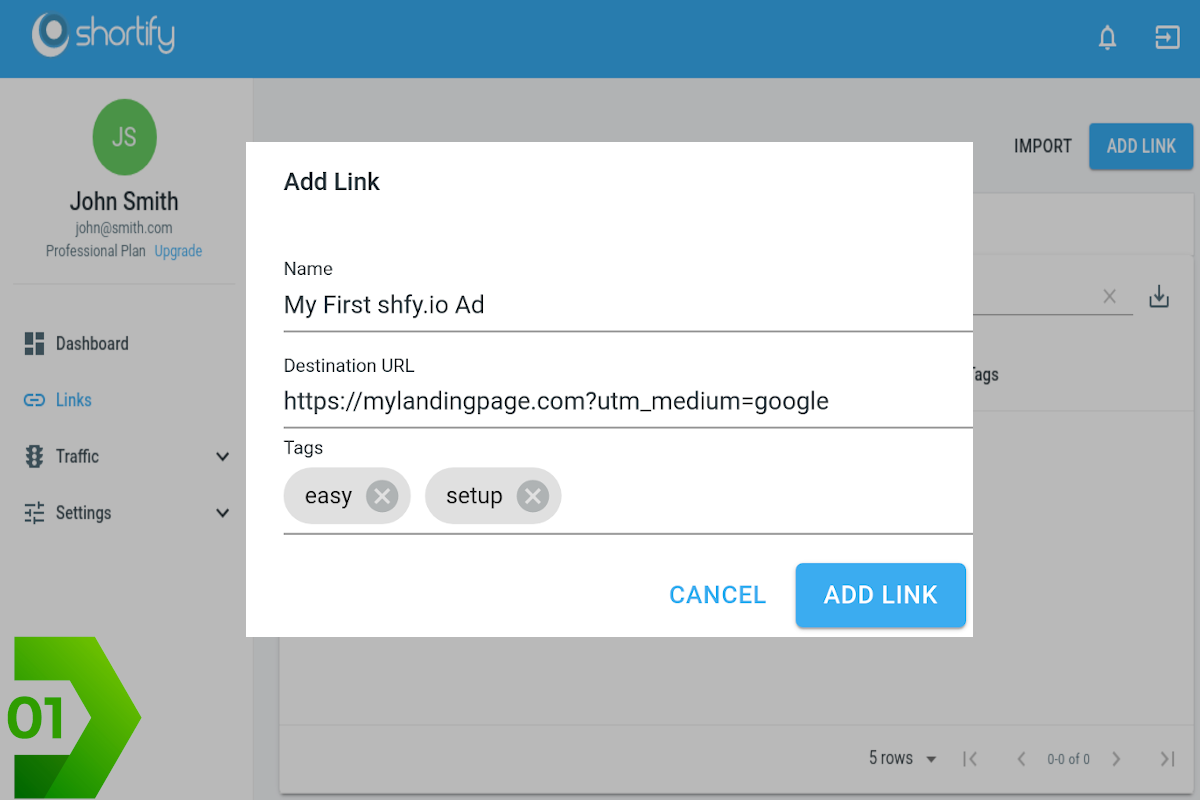 shortify
JS
John Smith
john@smith.com
Professional Plan Upgrade
Dashboard
Links
Traffic
Settings
01
IMPORT ADD LINK
Add Link
Name
My First shfy.io Ad
Destination URL
https://mylandingpage.com?utm_medium=google
Tags
easy setup
CANCEL ADD LINK
Tags
5 rows 0-0 of 0